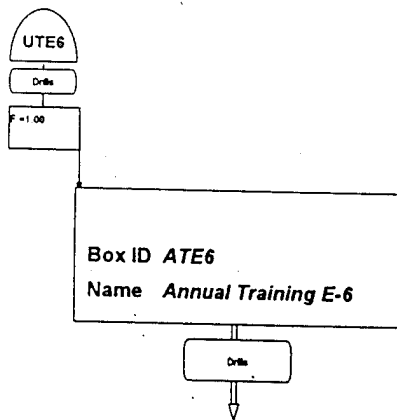 UTE6
Drills
F =1.00
Box ID ATE6
Name Annual Training E-6
Drills